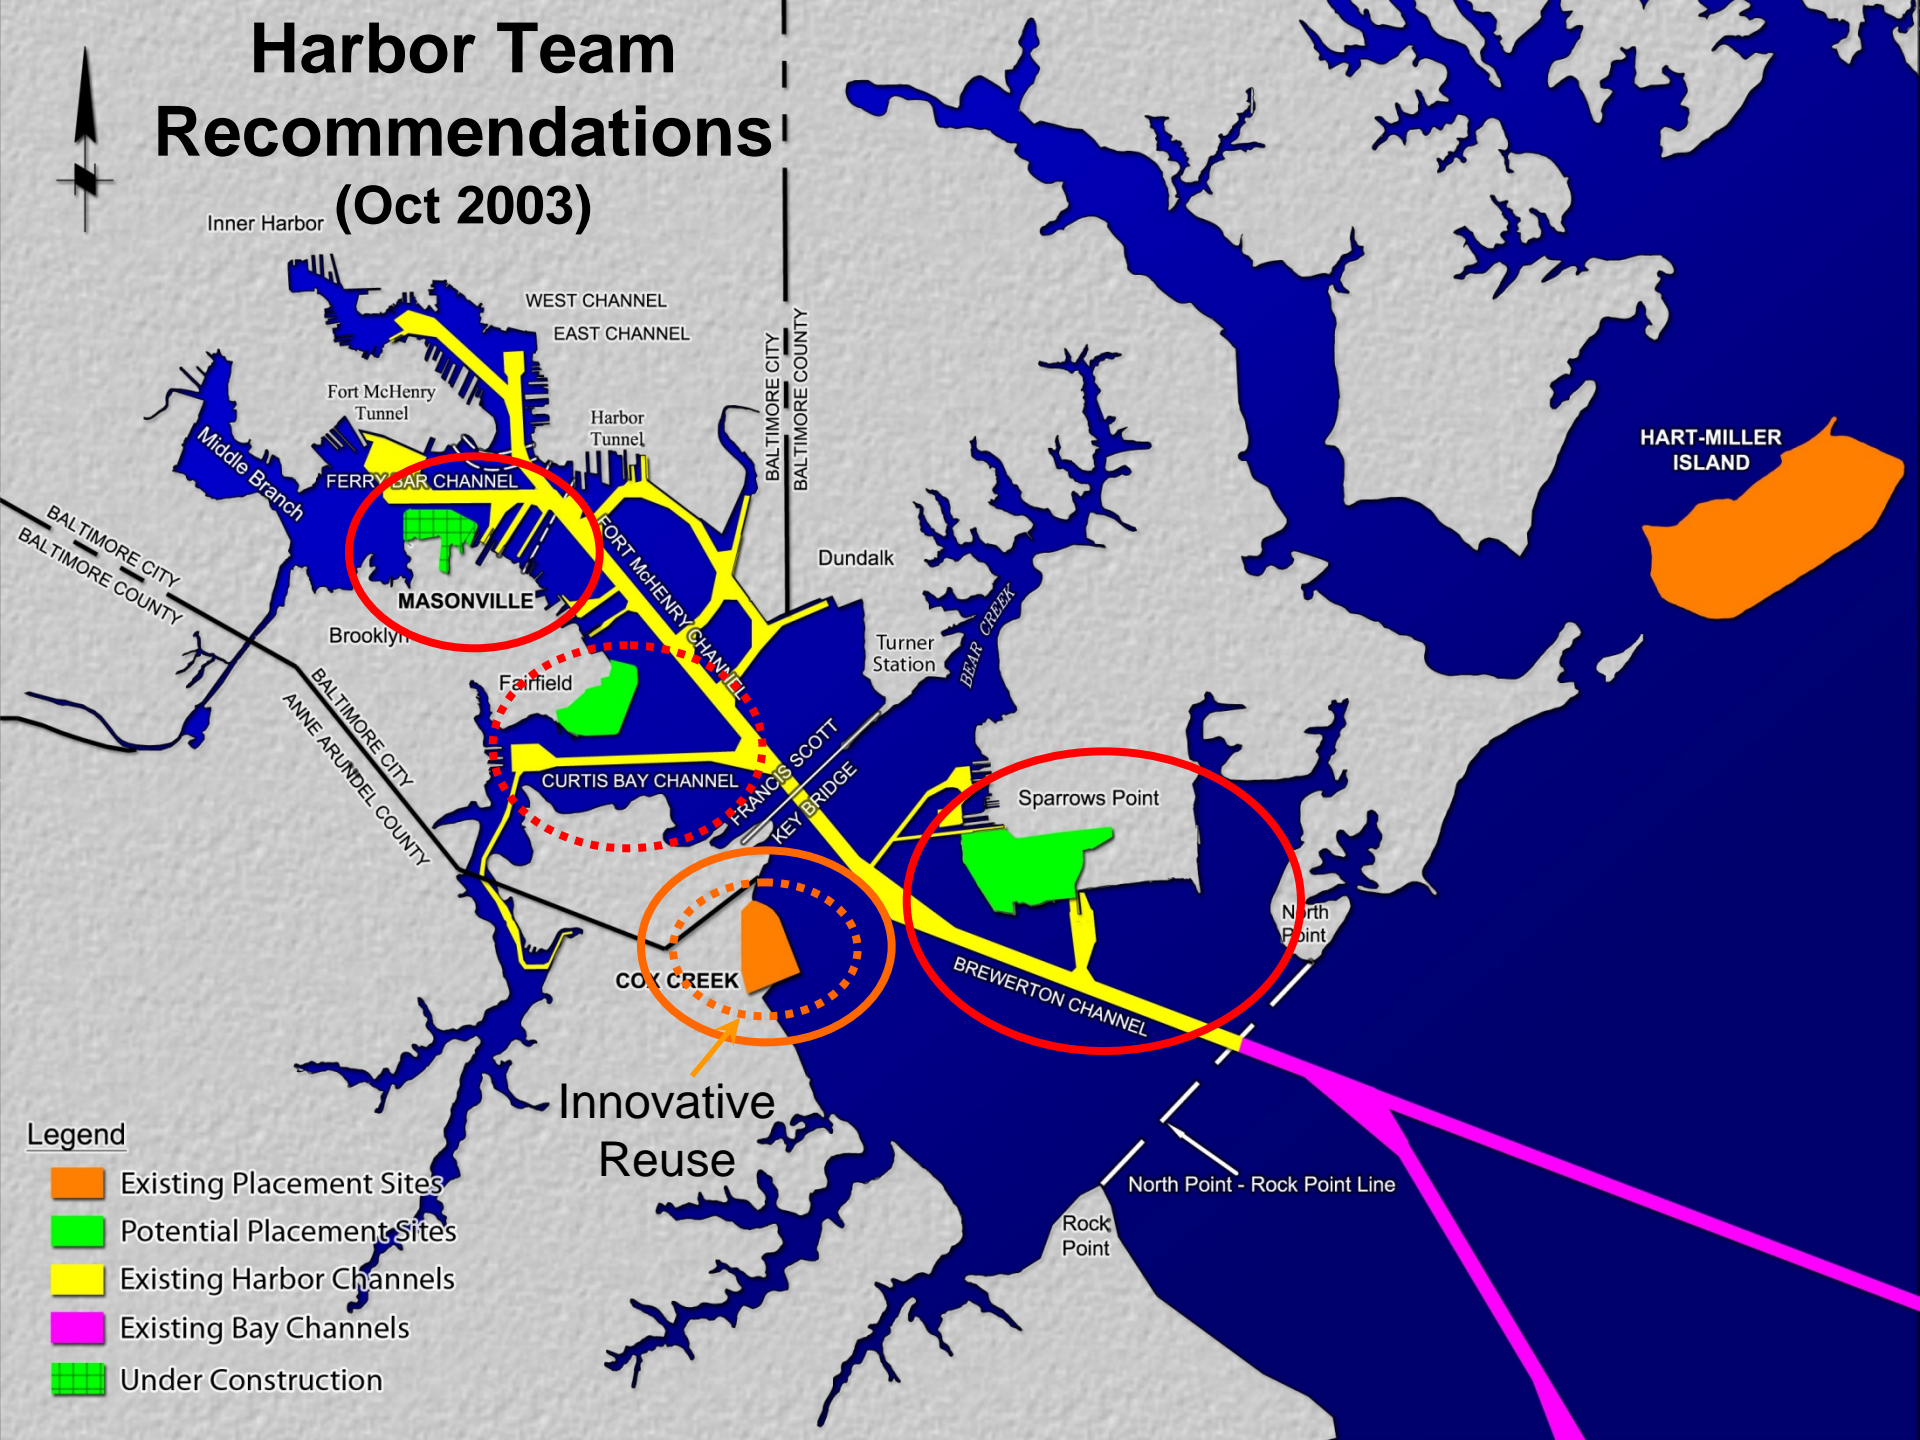 Harbor Team
Recommendations
(Oct 2003)
Inner Harbor
WEST CHANNEL
EAST CHANNEL
Fort McHenry
Tunnel
Harbor
Tunnel
BALTIMORE CITY
BALTIMORE COUNTY
Middle Branch
FERRY BAR CHANNEL
HART-MILLER
ISLAND
BALTIMORE CITY
BALTIMORE COUNTY
FORT McHENRY CHANNEL
Dundalk
MASONVILLE
Brooklyn
Turner
Station
BEAR CREEK
Fairfield
BALTIMORE CITY
ANNE ARUNDEL COUNTY
CURTIS BAY CHANNEL
FRANCIS SCOTT
KEY BRIDGE
Sparrows Point
North
Point
COX CREEK
BREWERTON CHANNEL
Innovative
Reuse
North Point - Rock Point Line
Rock
Point
Legend
Existing Placement Sites
Potential Placement Sites
Existing Harbor Channels
Existing Bay Channels
Under Construction